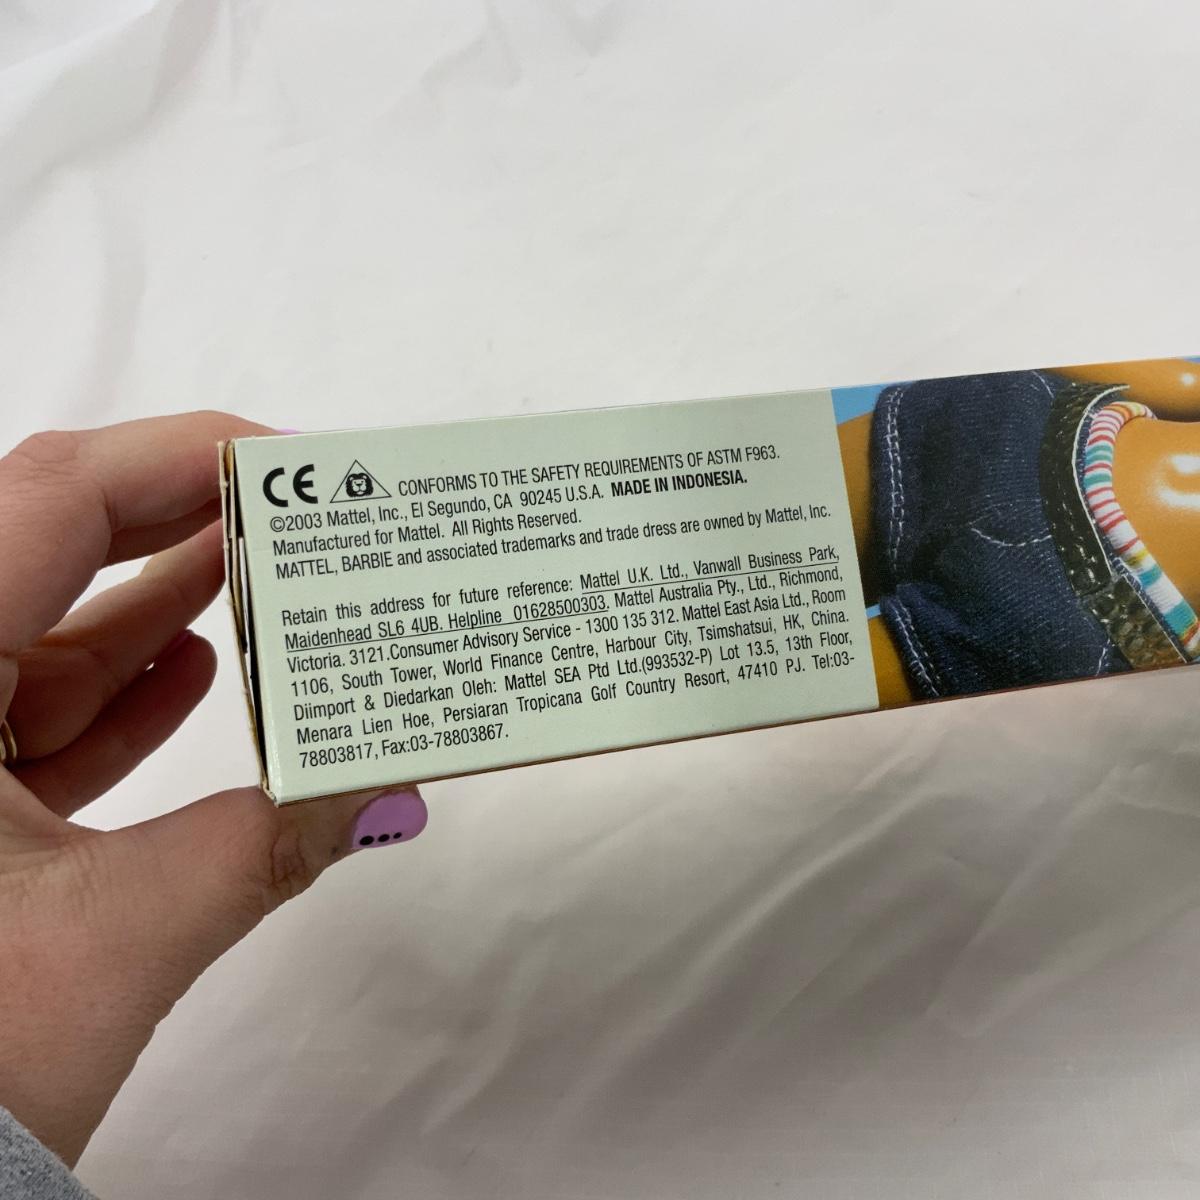 CE CONFORMS TO THE SAFETY REQUIREMENTS OF ASTM F963.
©2003 Mattel, Inc., El Segundo, CA 90245 U.S.A. MADE IN INDONESIA.
Manufactured for Mattel. All Rights Reserved.
MATTEL, BARBIE and associated trademarks and trade dress are owned by Mattel, Inc.
Retain this address for future reference: Mattel U.K. Ltd., Vanwall Business Park,
Maidenhead SL6 4UB. Helpline 01628500303. Mattel Australia Pty., Ltd., Richmond,
Victoria. 3121.Consumer Advisory Service - 1300 135 312. Mattel East Asia Ltd., Room
1106, South Tower, World Finance Centre, Harbour City, Tsimshatsui, HK, China.
Diimport & Diedarkan Oleh: Mattel SEA Ptd Ltd.(993532-P) Lot 13.5, 13th Floor,
Menara Lien Hoe, Persiaran Tropicana Golf Country Resort, 47410 PJ. Tel:03-
78803817, Fax:03-78803867.